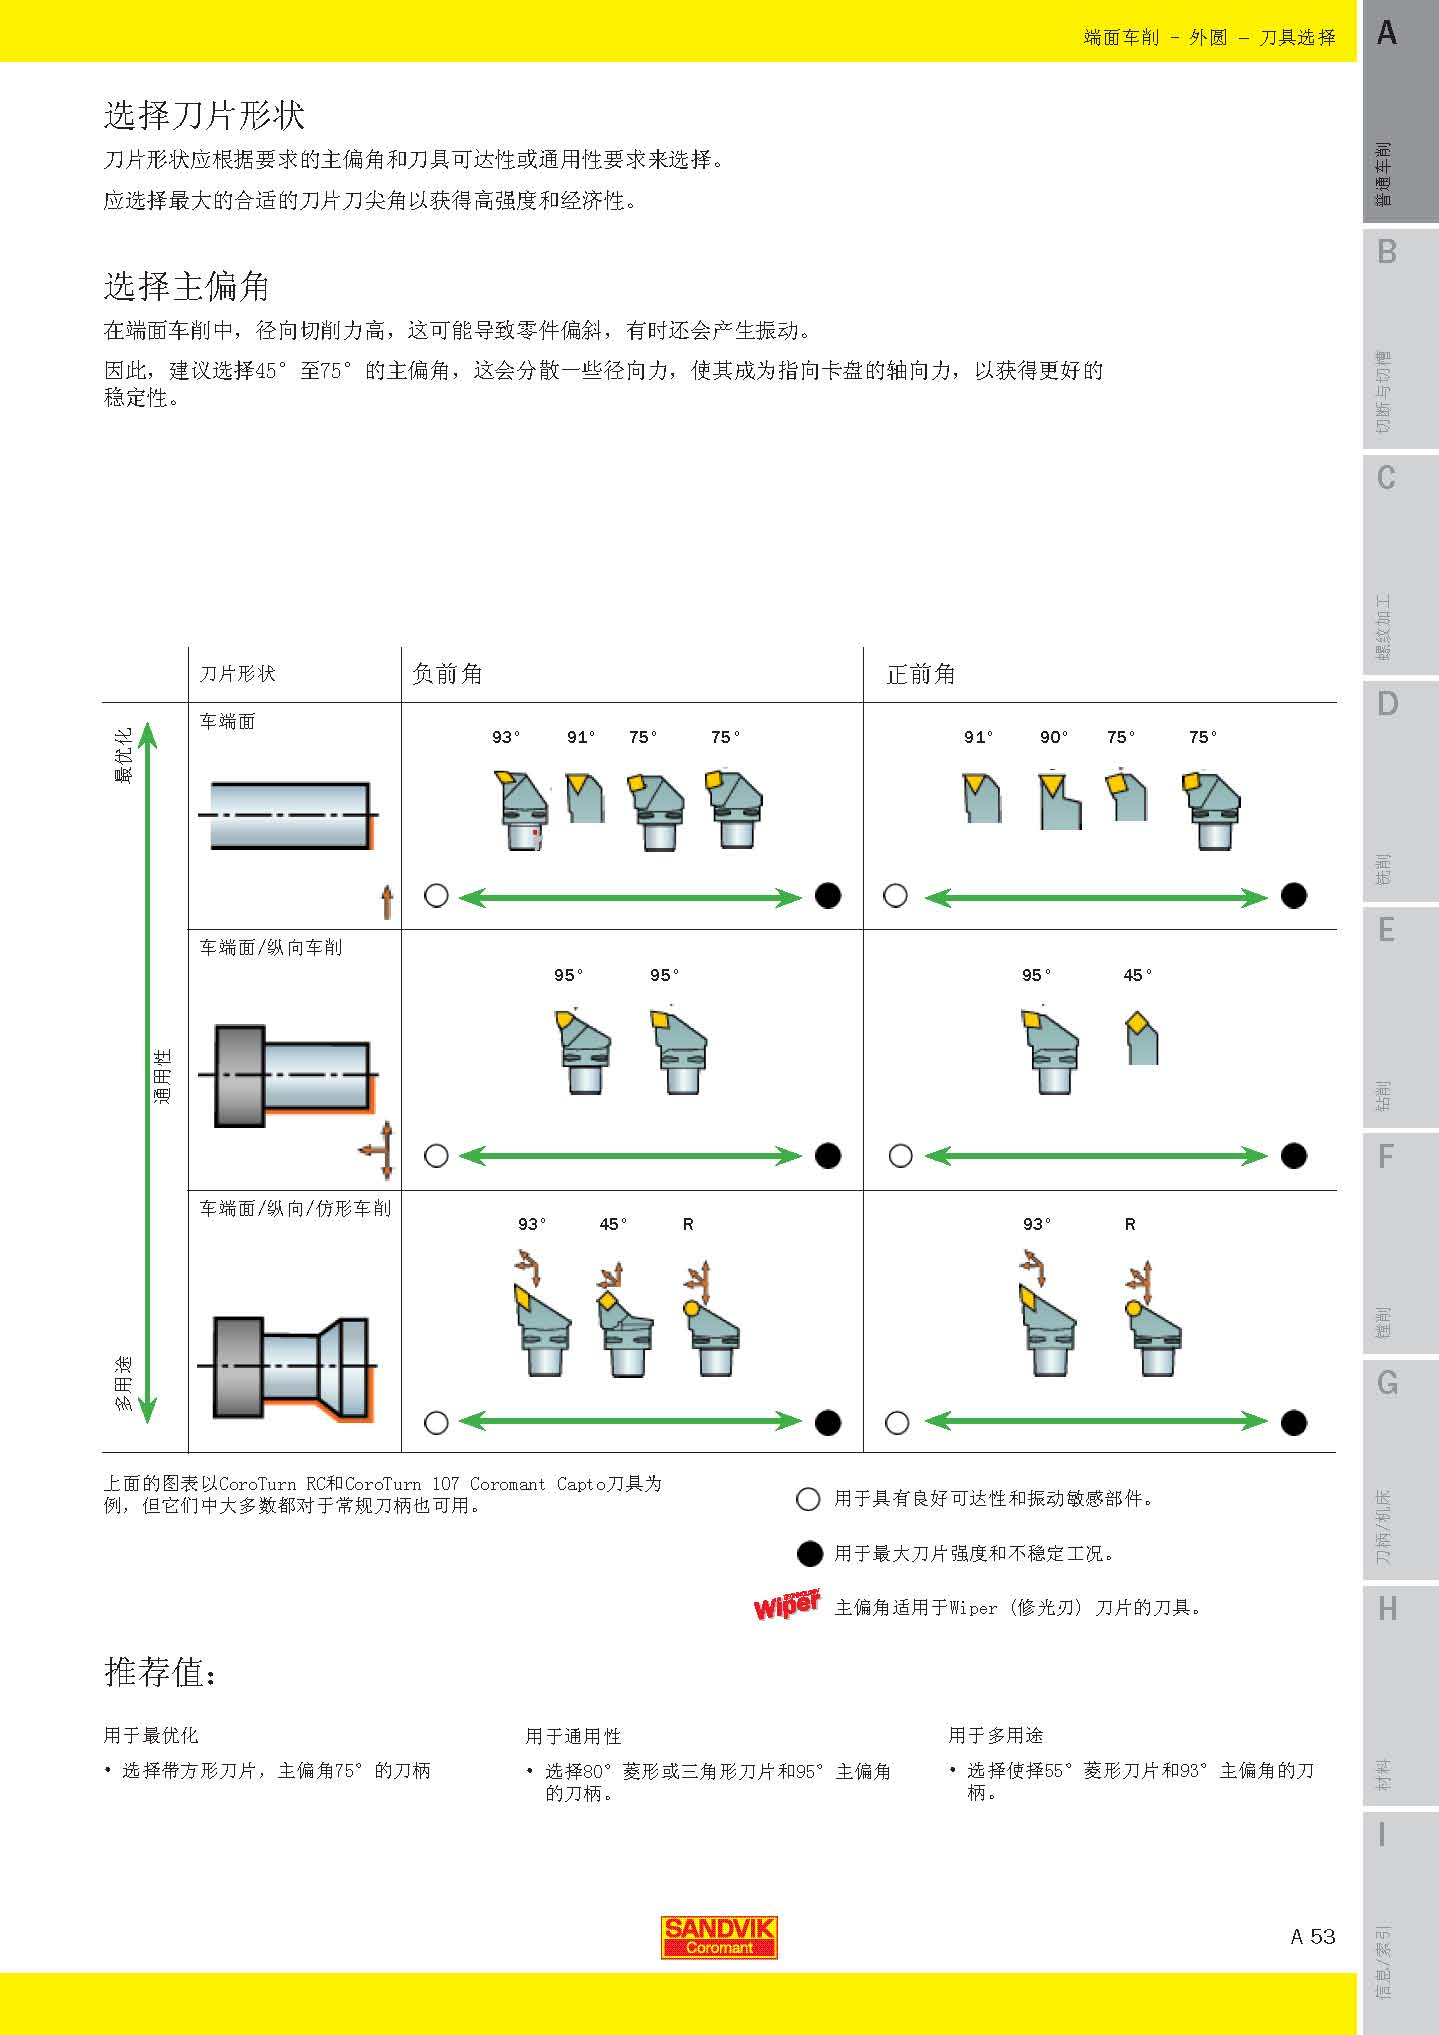 端面车削 - 外圆 – 刀具选择
选择刀片形状
刀片形状应根据要求的主偏角和刀具可达性或通用性要求来选择。
应选择最大的合适的刀片刀尖角以获得高强度和经济性。
选择主偏角
在端面车削中，径向切削力高，这可能导致零件偏斜，有时还会产生振动。
因此，建议选择45°至75°的主偏角，这会分散一些径向力，使其成为指向卡盘的轴向力，以获得更好的
稳定性。
刀片形状
负前角
正前角
最优化
通用性
多用途
车端面
93° 91° 75° 75°
91° 90° 75° 75°
车端面/纵向车削
95° 95°
95° 45°
车端面/纵向/仿形车削
93° 45° R
93° R
上面的图表以CoroTurn RC和CoroTurn 107 Coromant Capto刀具为
例，但它们中大多数都对于常规刀柄也可用。
用于具有良好可达性和振动敏感部件。
用于最大刀片强度和不稳定工况。
Wiper
主偏角适用于Wiper（修光刃）刀片的刀具。
推荐值：
用于最优化
• 选择带方形刀片，主偏角75°的刀柄
用于通用性
• 选择80°菱形或三角形刀片和95°主偏角
的刀柄。
用于多用途
• 选择使择55°菱形刀片和93°主偏角的刀
柄。
SANDVIK
Coromant
A 53
A
普通车削
B
切断与切槽
C
螺纹加工
D
铣削
E
钻削
F
镗削
G
刀柄/机床
H
材料
I
信息/索引